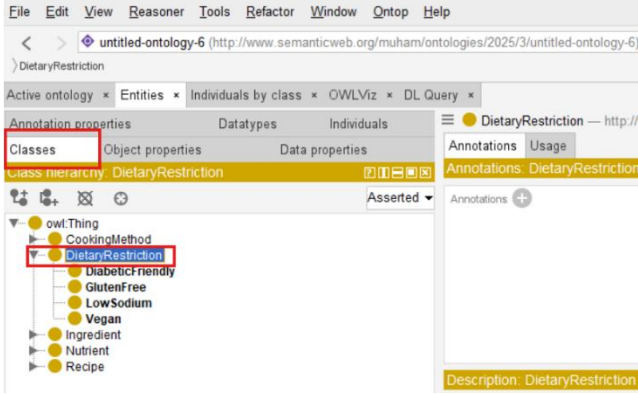 File Edit View Reasoner Tools Refactor Window Ontop Help
untitled-ontology-6 (http://www.semanticweb.org/muham/ontologies/2025/3/untitled-ontology-6)
DietaryRestriction
Active ontology × Entities × Individuals by class × OWLViz × DL Query ×
Annotation properties Datatypes Individuals
Classes Object properties Data properties
Class hierarchy: DietaryRestriction
Asserted
owl:Thing
CookingMethod
DietaryRestriction
DiabeticFriendly
GlutenFree
LowSodium
Vegan
Ingredient
Nutrient
Recipe
DietaryRestriction — http://
Annotations Usage
Annotations: DietaryRestriction
Annotations
Description: DietaryRestriction